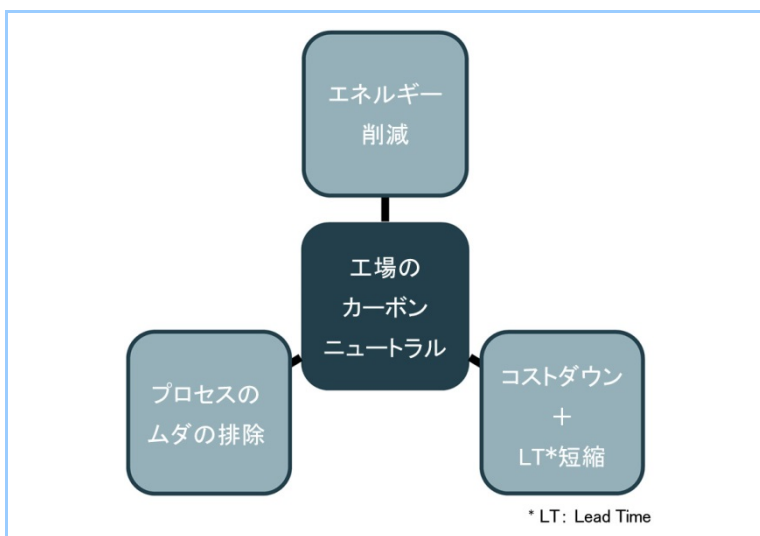 エネルギー
削減
工場の
カーボン
ニュートラル
プロセスの
ムダの排除
コストダウン
＋
LT*短縮
* LT： Lead Time